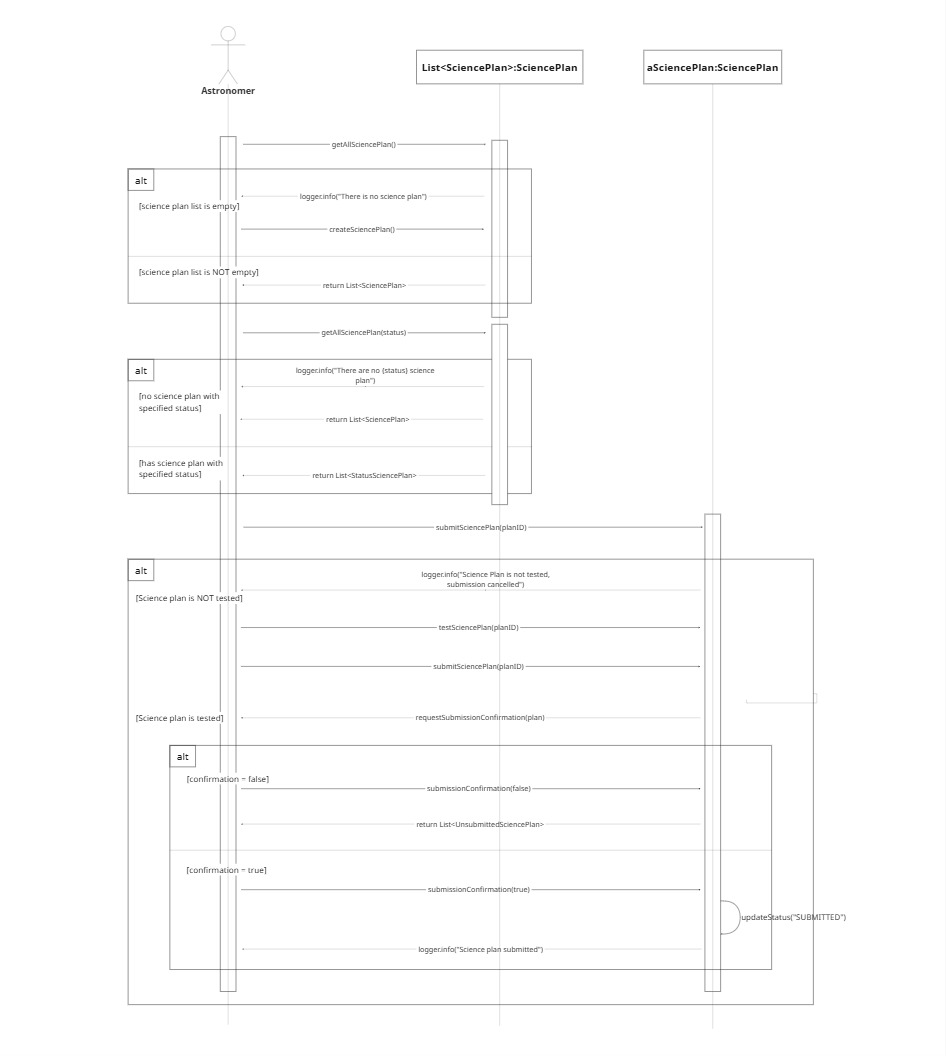 Astronomer
List<SciencePlan>:SciencePlan
aSciencePlan:SciencePlan
getAllSciencePlan()
alt
logger.info("There is no science plan")
[science plan list is empty]
createSciencePlan()
[science plan list is NOT empty]
return List<SciencePlan>
getAllSciencePlan(status)
alt
logger.info("There are no {status} science
plan")
[no science plan with
specified status]
return List<SciencePlan>
[has science plan with
specified status]
return List<StatusSciencePlan>
submitSciencePlan(planID)
alt
logger.info("Science Plan is not tested,
submission cancelled")
[Science plan is NOT tested]
testSciencePlan(planID)
submitSciencePlan(planID)
[Science plan is tested]
requestSubmissionConfirmation(plan)
alt
[confirmation = false]
submissionConfirmation(false)
return List<UnsubmittedSciencePlan>
[confirmation = true]
submissionConfirmation(true)
updateStatus("SUBMITTED")
logger.info("Science plan submitted")